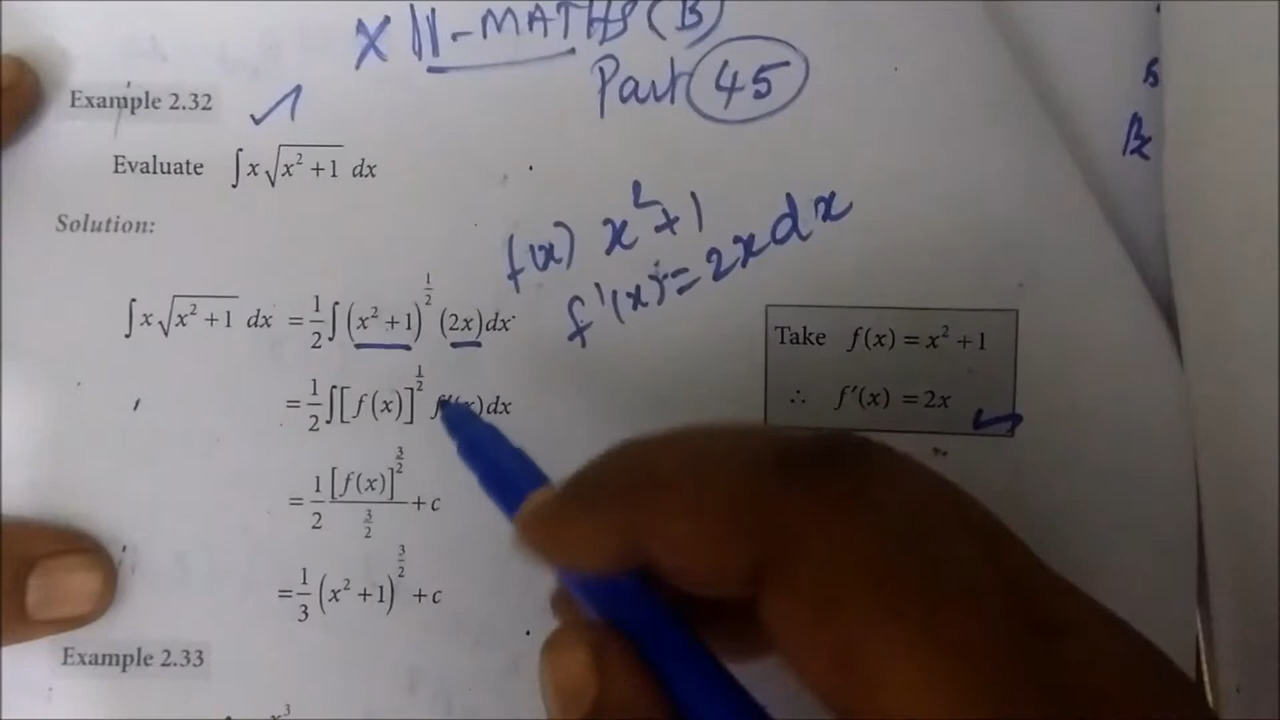 XII-MATHS (B)
Part 45
Example 2.32
Evaluate ∫ x √(x² + 1) dx
Solution:
f(x) x² + 1
f'(x) = 2x dx
∫ x √(x² + 1) dx = 1/2 ∫ (x² + 1)^(1/2) (2x) dx
= 1/2 ∫ [f(x)]^(1/2) f'(x) dx
= 1/2 [f(x)]^(3/2) / (3/2) + c
= 1/3 (x² + 1)^(3/2) + c
Take f(x) = x² + 1
∴ f'(x) = 2x
Example 2.33